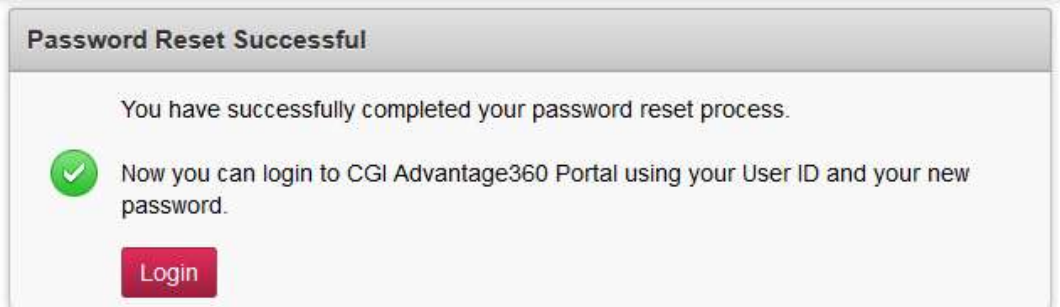 Password Reset Successful
You have successfully completed your password reset process.
Now you can login to CGI Advantage360 Portal using your User ID and your new
password.
Login